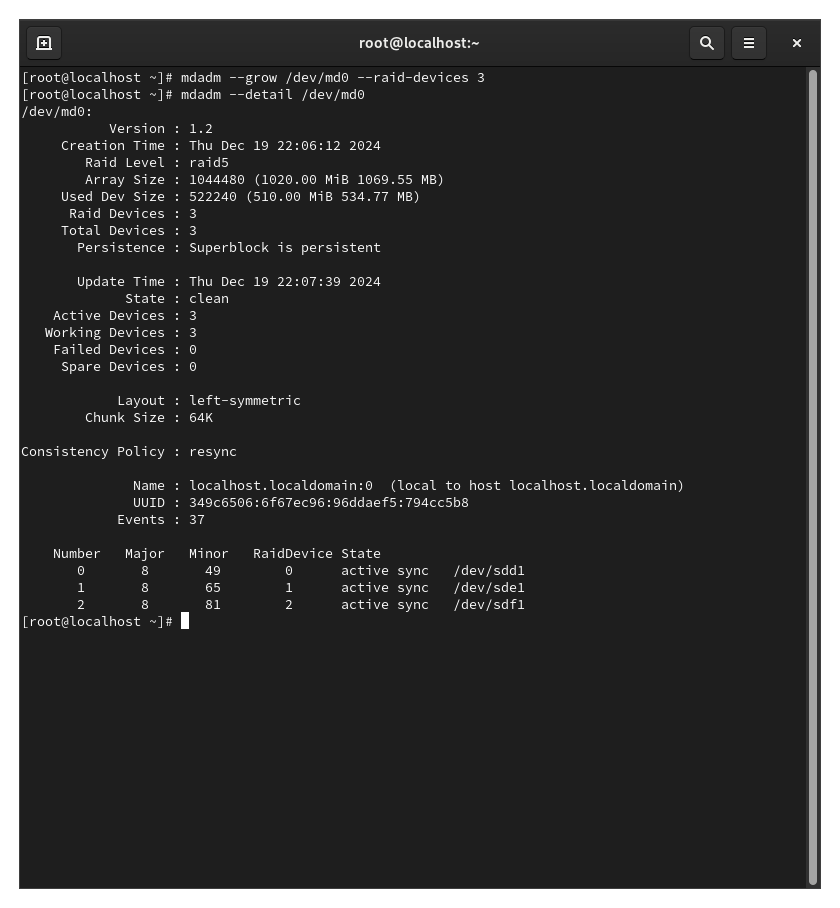 root@localhost:~
[root@localhost ~]# mdadm --grow /dev/md0 --raid-devices 3
[root@localhost ~]# mdadm --detail /dev/md0
/dev/md0:
           Version : 1.2
     Creation Time : Thu Dec 19 22:06:12 2024
        Raid Level : raid5
        Array Size : 1044480 (1020.00 MiB 1069.55 MB)
     Used Dev Size : 522240 (510.00 MiB 534.77 MB)
      Raid Devices : 3
     Total Devices : 3
       Persistence : Superblock is persistent

       Update Time : Thu Dec 19 22:07:39 2024
             State : clean
    Active Devices : 3
   Working Devices : 3
    Failed Devices : 0
     Spare Devices : 0

            Layout : left-symmetric
        Chunk Size : 64K

Consistency Policy : resync

              Name : localhost.localdomain:0  (local to host localhost.localdomain)
              UUID : 349c6506:6f67ec96:96ddaef5:794cc5b8
            Events : 37

    Number   Major   Minor   RaidDevice State
       0       8       49        0      active sync   /dev/sdd1
       1       8       65        1      active sync   /dev/sde1
       2       8       81        2      active sync   /dev/sdf1
[root@localhost ~]#